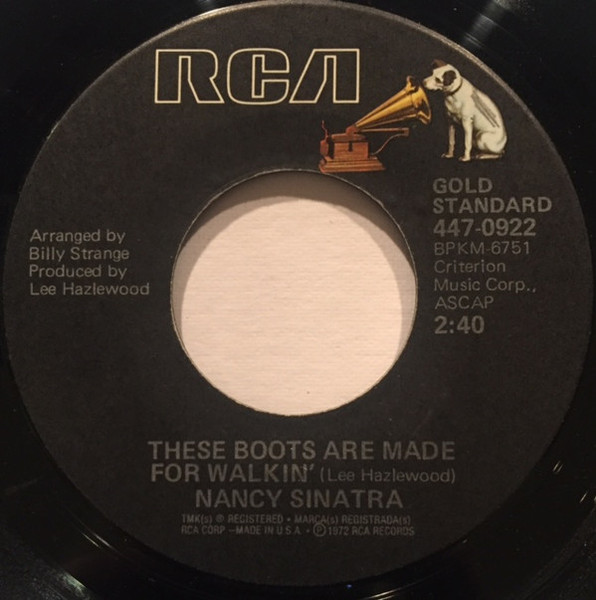 RCA
GOLD
STANDARD
447-0922
BPKM-6751
Criterion
Music Corp.,
ASCAP
2:40
Arranged by
Billy Strange
Produced by
Lee Hazlewood
THESE BOOTS ARE MADE
FOR WALKIN' (Lee Hazlewood)
NANCY SINATRA
TMK(s) ® REGISTERED • MARCA(s) REGISTRADA(s)
RCA CORP –MADE IN U.S.A. • ℗1972 RCA RECORDS